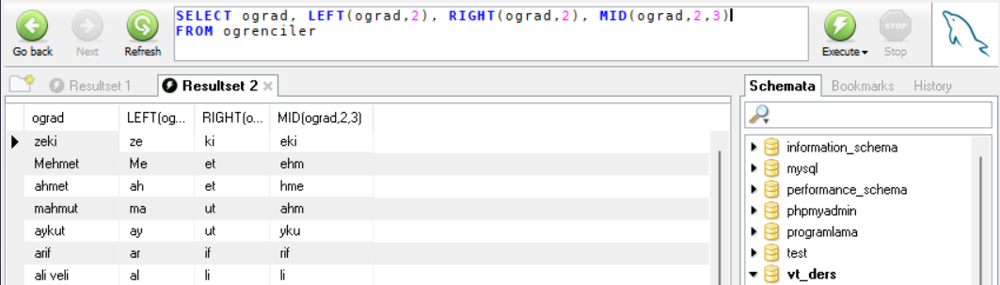 SELECT ograd, LEFT(ograd,2), RIGHT(ograd,2), MID(ograd,2,3)
FROM ogrenciler
Go back Next Refresh Execute Stop
STOP
Resultset 1 Resultset 2
Schemata Bookmarks History
ograd LEFT(og... RIGHT(o... MID(ograd,2,3)
zeki ze ki eki
Mehmet Me et ehm
ahmet ah et hme
mahmut ma ut ahm
aykut ay ut yku
arif ar if rif
ali veli al li li
information_schema
mysql
performance_schema
phpmyadmin
programlama
test
vt_ders